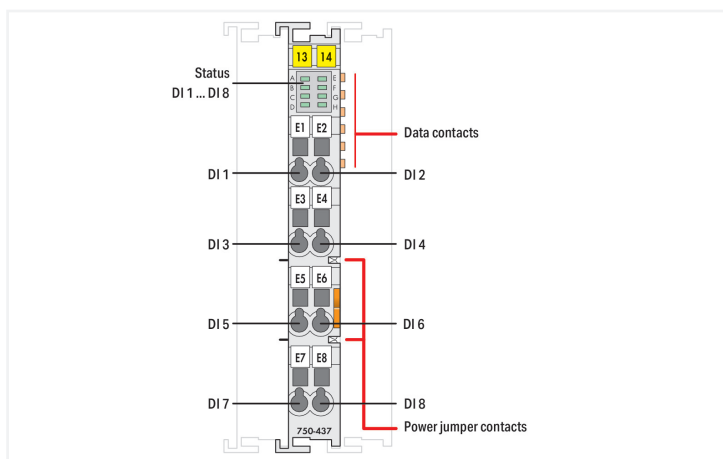 13 14
Status
DI 1 ... DI 8
A E
B F
C G
D H
E1 E2
Data contacts
DI 1
DI 2
E3 E4
DI 3
DI 4
E5 E6
DI 5
DI 6
E7 E8
DI 7
DI 8
Power jumper contacts
750-437